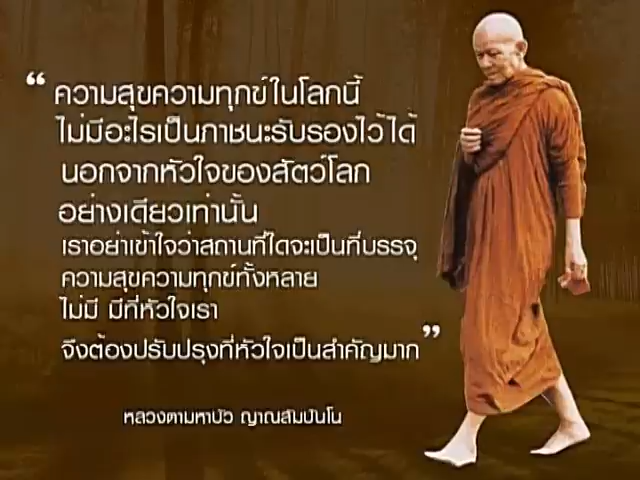 “ ความสุขความทุกข์ในโลกนี้
ไม่มีอะไรเป็นภาชนะรับรองไว้ได้
นอกจากหัวใจของสัตว์โลก
อย่างเดียวเท่านั้น
เราอย่าเข้าใจว่าสถานที่ใดจะเป็นที่บรรจุ
ความสุขความทุกข์ทั้งหลาย
ไม่มี มีที่หัวใจเรา
จึงต้องปรับปรุงที่หัวใจเป็นสำคัญมาก ”
หลวงตามหาบัว ญาณสัมปันโน